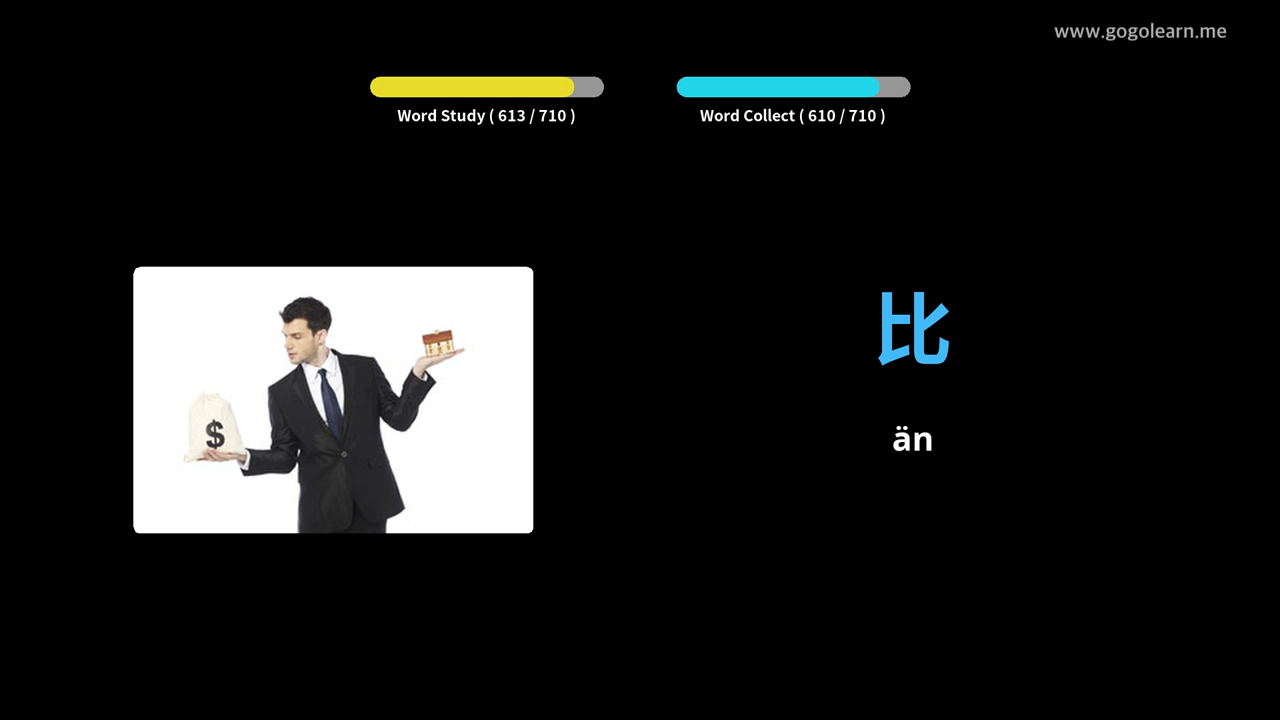 www.gogolearn.me
Word Study ( 613 / 710 )
Word Collect ( 610 / 710 )
$
比
än